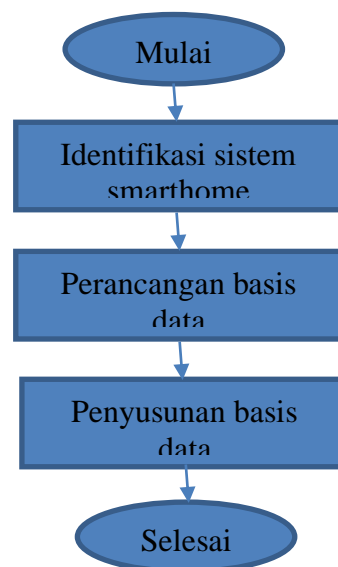 Mulai
Identifikasi sistem
smarthome
Perancangan basis
data
Penyusunan basis
data
Selesai